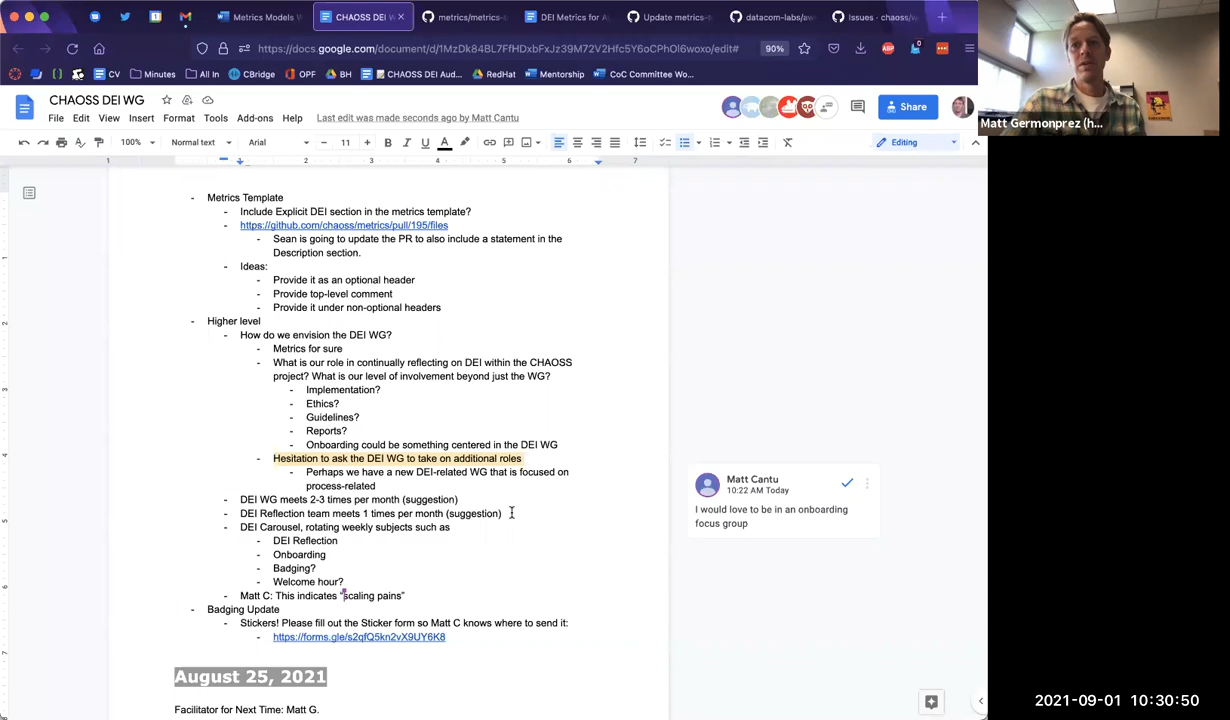 Metrics Models W
CHAOSS DEI W
metrics/metrics-t
DEI Metrics for A
Update metrics-t
datacom-labs/aw
Issues · chaoss/w
https://docs.google.com/document/d/1MzDk84BL7FfHDxbFxJz39M72V2Hfc5Y6oCPhOl6woxo/edit#
90%
CV
Minutes
All In
CBridge
OPF
BH
CHAOSS DEI Aud...
RedHat
Mentorship
CoC Committee Wo...
CHAOSS DEI WG
File Edit View Insert Format Tools Add-ons Help Last edit was made seconds ago by Matt Cantu
Share
100% Normal text Arial 11 Editing
Matt Germonprez (h...
1 1 2 3 4 5 6 7
- Metrics Template
- Include Explicit DEI section in the metrics template?
- https://github.com/chaoss/metrics/pull/195/files
- Sean is going to update the PR to also include a statement in the
Description section.
- Ideas:
- Provide it as an optional header
- Provide top-level comment
- Provide it under non-optional headers
- Higher level
- How do we envision the DEI WG?
- Metrics for sure
- What is our role in continually reflecting on DEI within the CHAOSS
project? What is our level of involvement beyond just the WG?
- Implementation?
- Ethics?
- Guidelines?
- Reports?
- Onboarding could be something centered in the DEI WG
- Hesitation to ask the DEI WG to take on additional roles
- Perhaps we have a new DEI-related WG that is focused on
process-related
- DEI WG meets 2-3 times per month (suggestion)
- DEI Reflection team meets 1 times per month (suggestion)
- DEI Carousel, rotating weekly subjects such as
- DEI Reflection
- Onboarding
- Badging?
- Welcome hour?
- Matt C: This indicates "scaling pains"
- Badging Update
- Stickers! Please fill out the Sticker form so Matt C knows where to send it:
- https://forms.gle/s2qfQ5kn2vX9UY6K8
August 25, 2021
Facilitator for Next Time: Matt G.
Matt Cantu
10:22 AM Today
I would love to be in an onboarding
focus group
2021-09-01 10:30:50